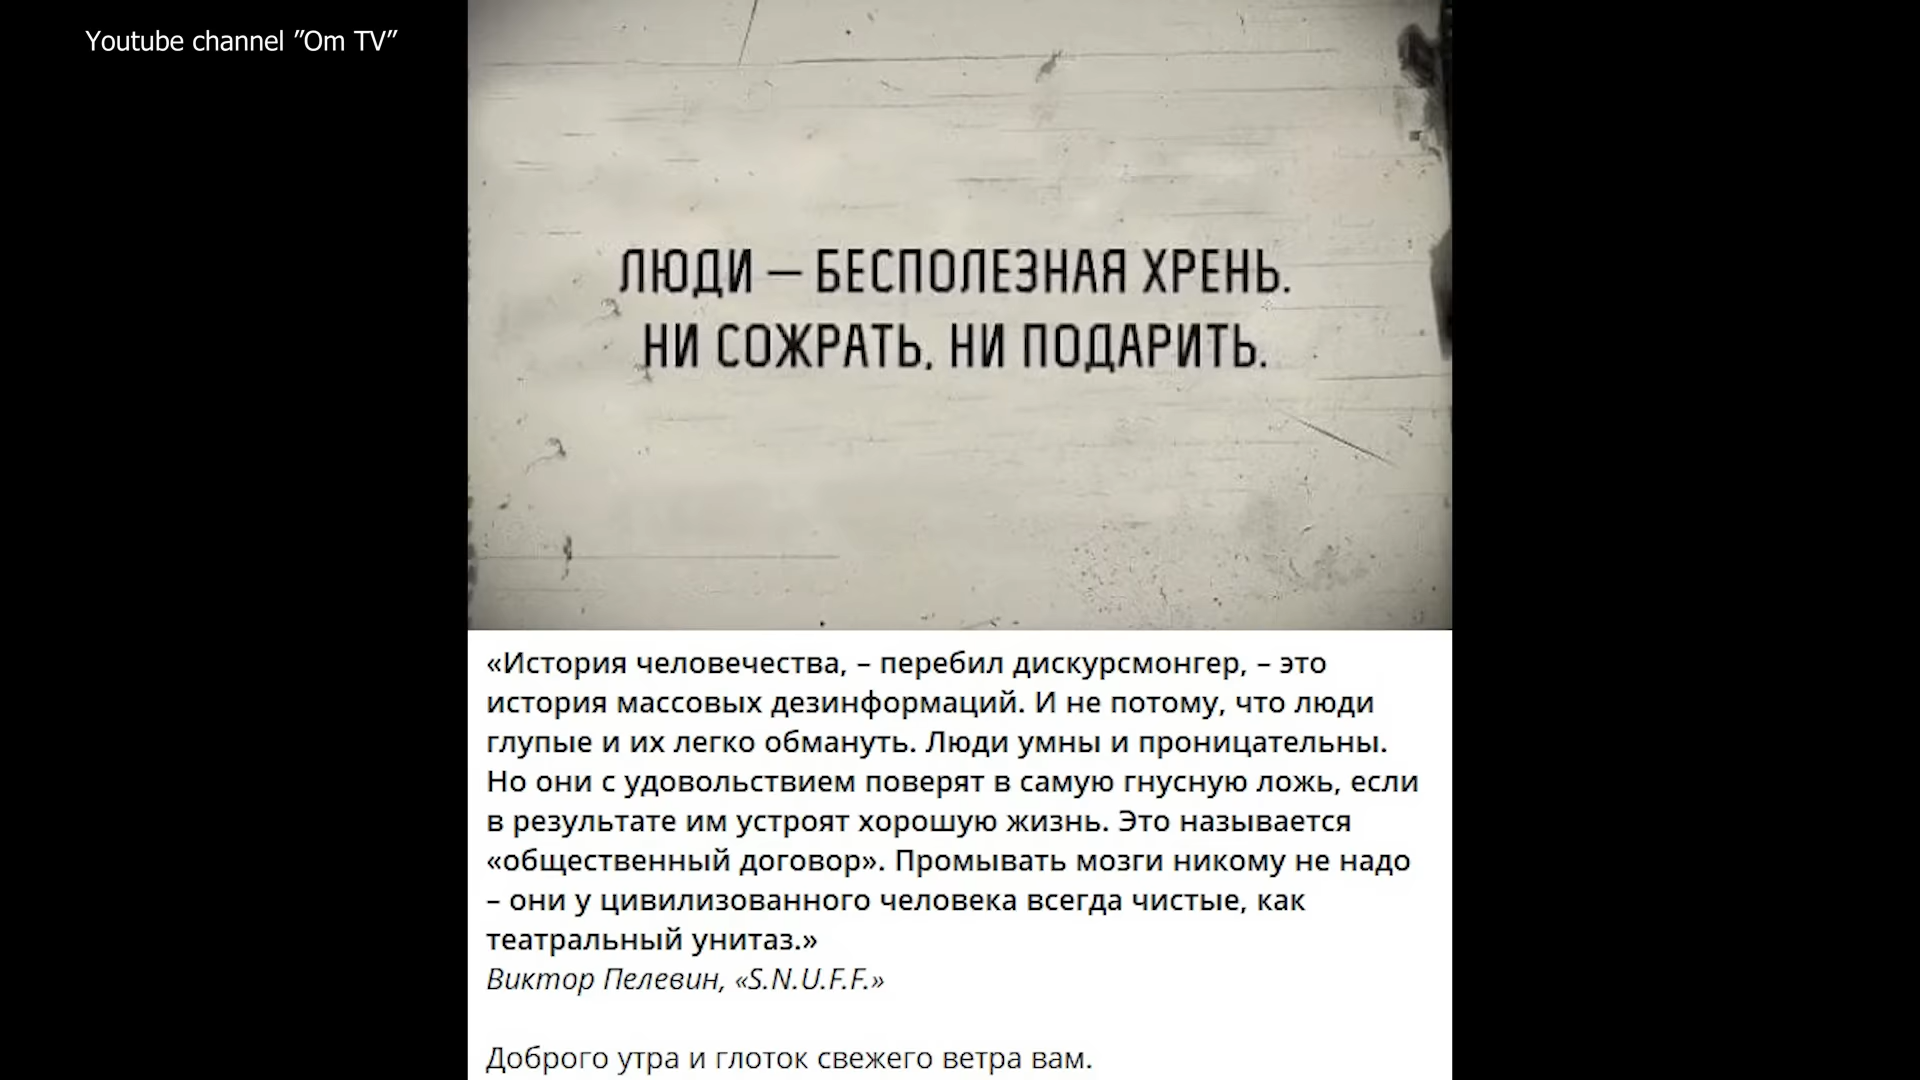 Youtube channel ”Om TV”
ЛЮДИ – БЕСПОЛЕЗНАЯ ХРЕНЬ.
НИ СОЖРАТЬ, НИ ПОДАРИТЬ.
«История человечества, – перебил дискурсмонгер, – это
история массовых дезинформаций. И не потому, что люди
глупые и их легко обмануть. Люди умны и проницательны.
Но они с удовольствием поверят в самую гнусную ложь, если
в результате им устроят хорошую жизнь. Это называется
«общественный договор». Промывать мозги никому не надо
– они у цивилизованного человека всегда чистые, как
театральный унитаз.»
Виктор Пелевин, «S.N.U.F.F.»
Доброго утра и глоток свежего ветра вам.